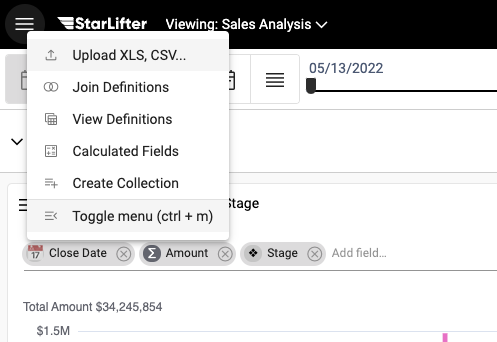 StarLifter Viewing: Sales Analysis
Upload XLS, CSV...
05/13/2022
Join Definitions
View Definitions
Calculated Fields
Create Collection
Toggle menu (ctrl + m)
Stage
Close Date Amount Stage Add field...
Total Amount $34,245,854
$1.5M